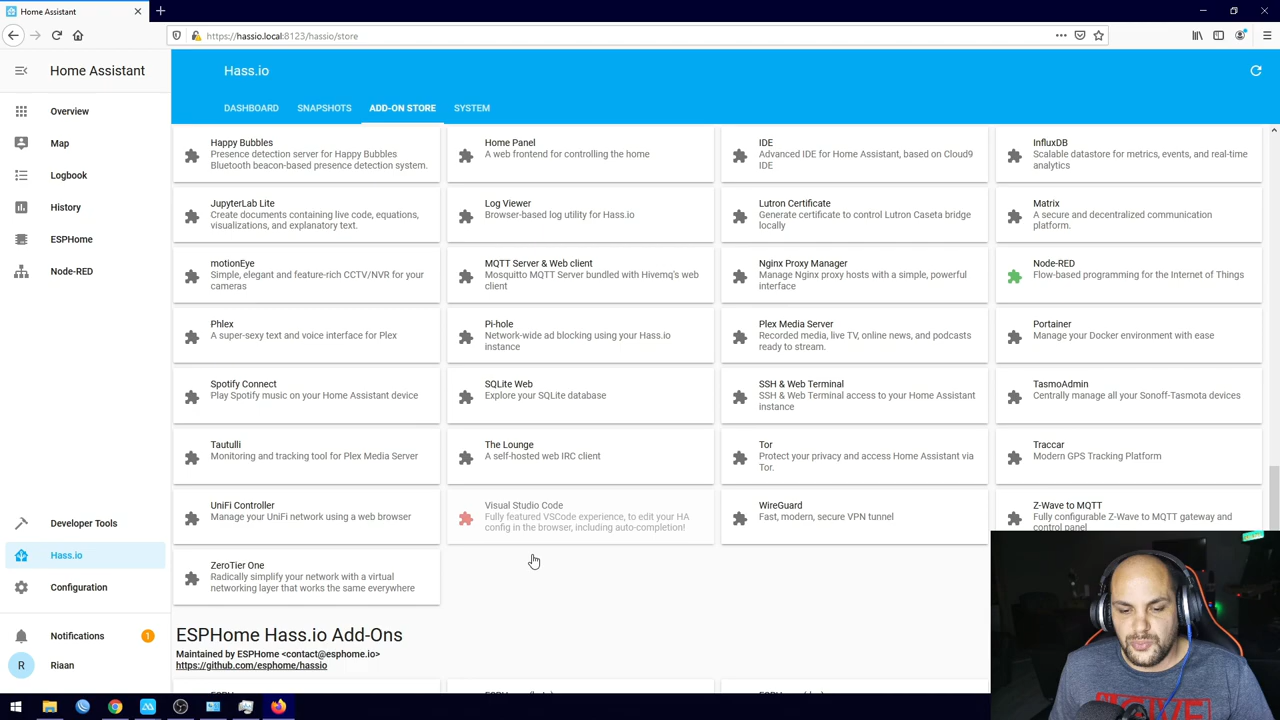 Home Assistant
https://hassio.local:8123/hassio/store
Home Assistant
Overview
Map
Logbook
History
ESPHome
Node-RED
Developer Tools
Hass.io
Configuration
Notifications
1
R
Riaan
Hass.io
DASHBOARD
SNAPSHOTS
ADD-ON STORE
SYSTEM
Happy Bubbles
Presence detection server for Happy Bubbles
Bluetooth beacon-based presence detection system.
Home Panel
A web frontend for controlling the home
IDE
Advanced IDE for Home Assistant, based on Cloud9
IDE
InfluxDB
Scalable datastore for metrics, events, and real-time
analytics
JupyterLab Lite
Create documents containing live code, equations,
visualizations, and explanatory text.
Log Viewer
Browser-based log utility for Hass.io
Lutron Certificate
Generate certificate to control Lutron Caseta bridge
locally
Matrix
A secure and decentralized communication
platform.
motionEye
Simple, elegant and feature-rich CCTV/NVR for your
cameras
MQTT Server & Web client
Mosquitto MQTT Server bundled with Hivemq's web
client
Nginx Proxy Manager
Manage Nginx proxy hosts with a simple, powerful
interface
Node-RED
Flow-based programming for the Internet of Things
Phlex
A super-sexy text and voice interface for Plex
Pi-hole
Network-wide ad blocking using your Hass.io
instance
Plex Media Server
Recorded media, live TV, online news, and podcasts
ready to stream.
Portainer
Manage your Docker environment with ease
Spotify Connect
Play Spotify music on your Home Assistant device
SQLite Web
Explore your SQLite database
SSH & Web Terminal
SSH & Web Terminal access to your Home Assistant
instance
TasmoAdmin
Centrally manage all your Sonoff-Tasmota devices
Tautulli
Monitoring and tracking tool for Plex Media Server
The Lounge
A self-hosted web IRC client
Tor
Protect your privacy and access Home Assistant via
Tor.
Traccar
Modern GPS Tracking Platform
UniFi Controller
Manage your UniFi network using a web browser
Visual Studio Code
Fully featured VSCode experience, to edit your HA
config in the browser, including auto-completion!
WireGuard
Fast, modern, secure VPN tunnel
Z-Wave to MQTT
Fully configurable Z-Wave to MQTT gateway and
control panel
ZeroTier One
Radically simplify your network with a virtual
networking layer that works the same everywhere
ESPHome Hass.io Add-Ons
Maintained by ESPHome <contact@esphome.io>
https://github.com/esphome/hassio